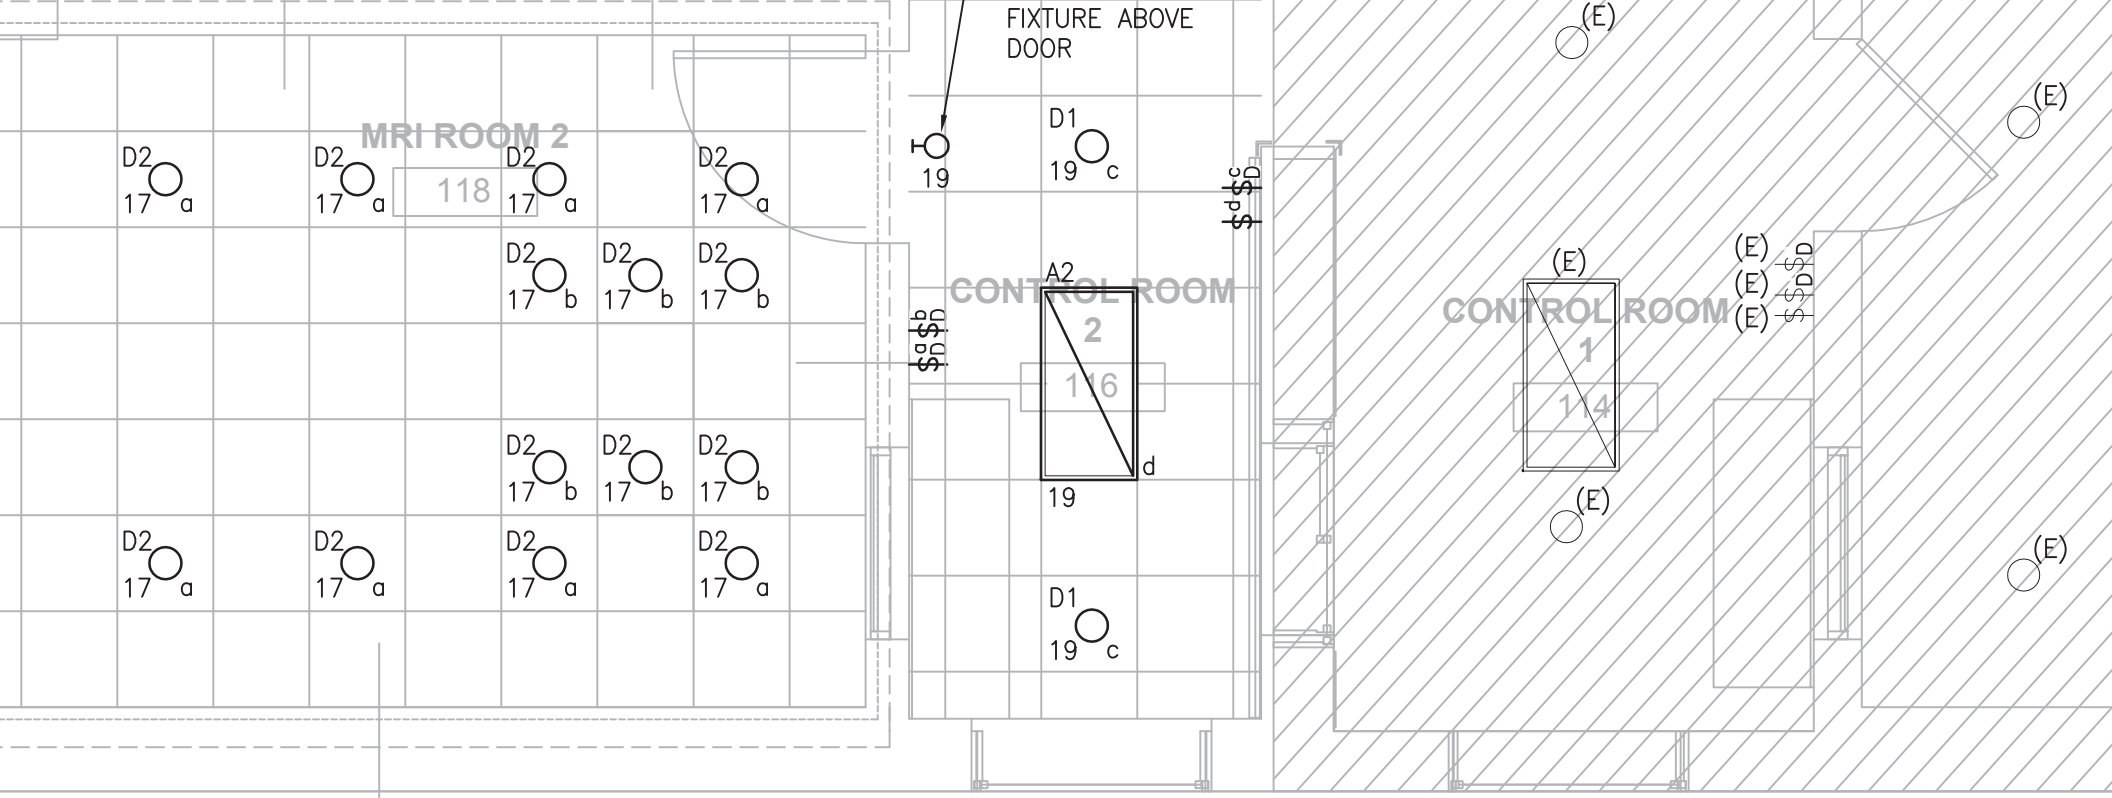 FIXTURE ABOVE
DOOR
(E)
(E)
MRI ROOM 2
118
D2
17 a
D2
17 a
D2
17 a
D2
17 a
19
D1
19 c
$c
D
$d
D2
17 b
D2
17 b
D2
17 b
CONTROL ROOM
2
116
A2
d
19
$b
$D
$a
$D
(E)
CONTROL ROOM
1
114
(E) $D
(E) $D
(E) $
D2
17 b
D2
17 b
D2
17 b
(E)
(E)
D2
17 a
D2
17 a
D2
17 a
D2
17 a
D1
19 c